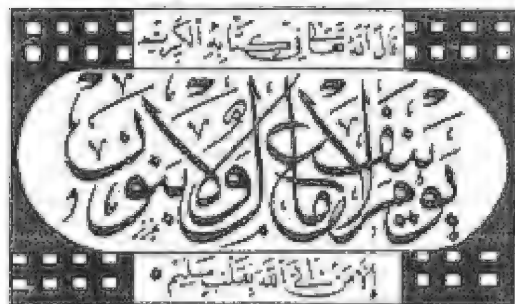 قال الله تعالى في كتابه الكريم
يوم لا ينفع مال ولا بنون
إلا من أتى الله بقلب سليم